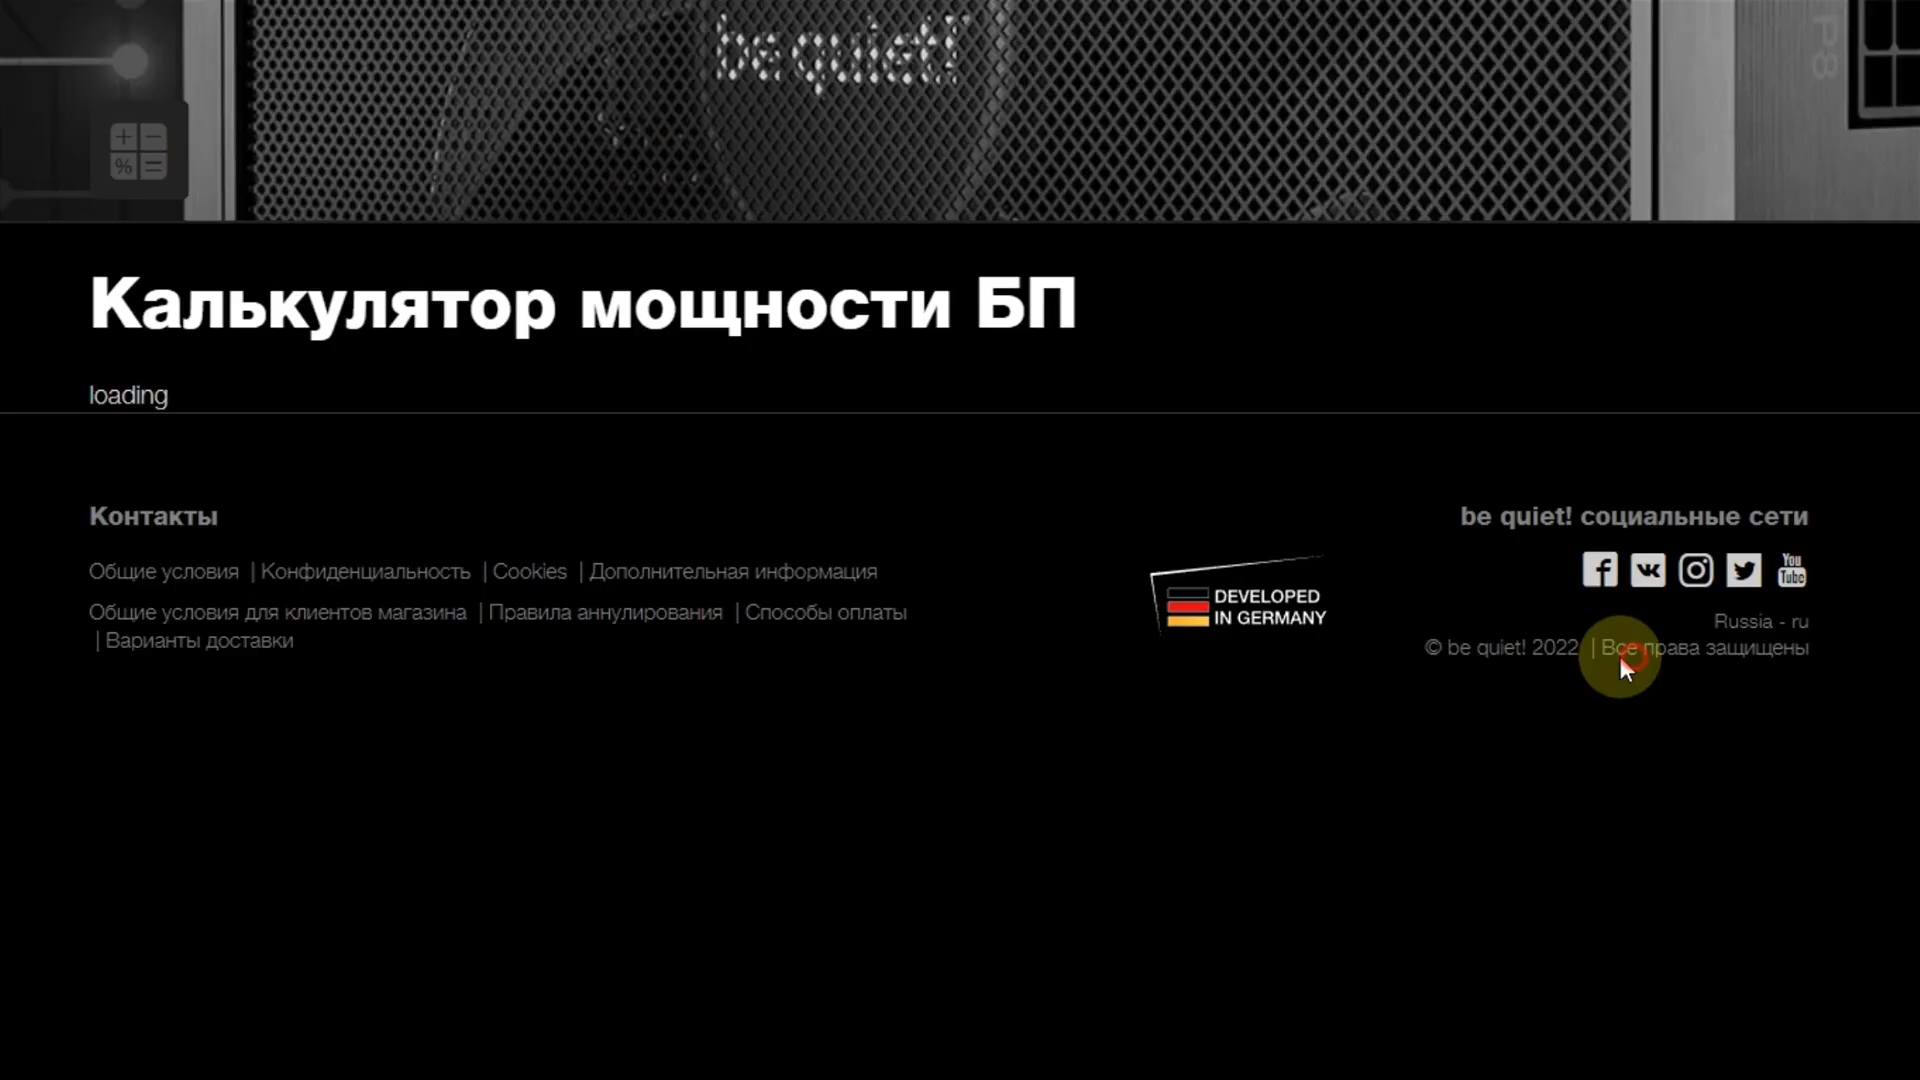 be quiet!
P8
Калькулятор мощности БП
loading
Контакты
Общие условия | Конфиденциальность | Cookies | Дополнительная информация
Общие условия для клиентов магазина | Правила аннулирования | Способы оплаты
| Варианты доставки
DEVELOPED
IN GERMANY
be quiet! социальные сети
You
Tube
Russia - ru
© be quiet! 2022 | Все права защищены